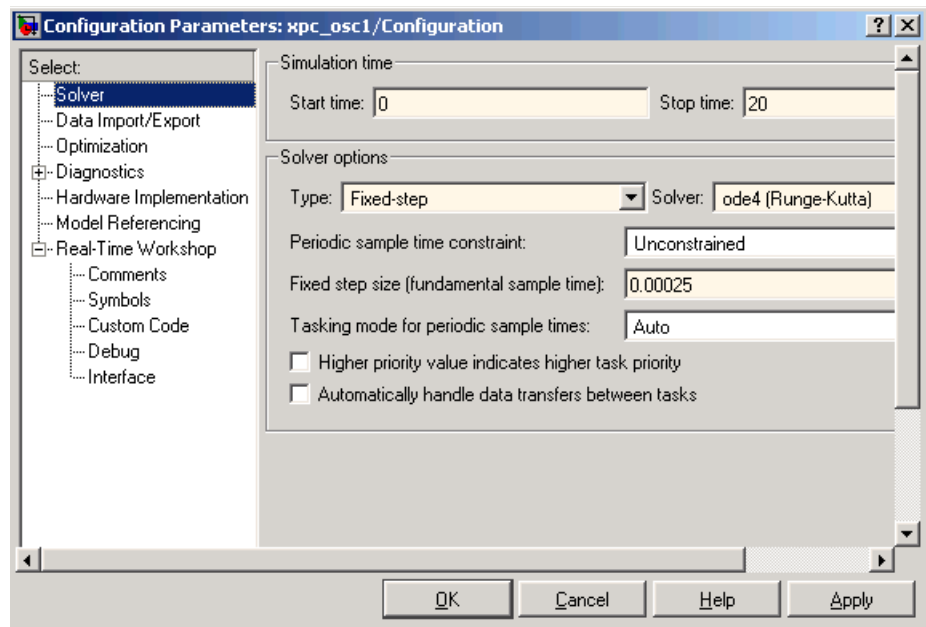 Configuration Parameters: xpc_osc1/Configuration
Select:
Solver
Data Import/Export
Optimization
Diagnostics
Hardware Implementation
Model Referencing
Real-Time Workshop
Comments
Symbols
Custom Code
Debug
Interface
Simulation time
Start time: 0 Stop time: 20
Solver options
Type: Fixed-step Solver: ode4 (Runge-Kutta)
Periodic sample time constraint: Unconstrained
Fixed step size (fundamental sample time): 0.00025
Tasking mode for periodic sample times: Auto
Higher priority value indicates higher task priority
Automatically handle data transfers between tasks
OK Cancel Help Apply